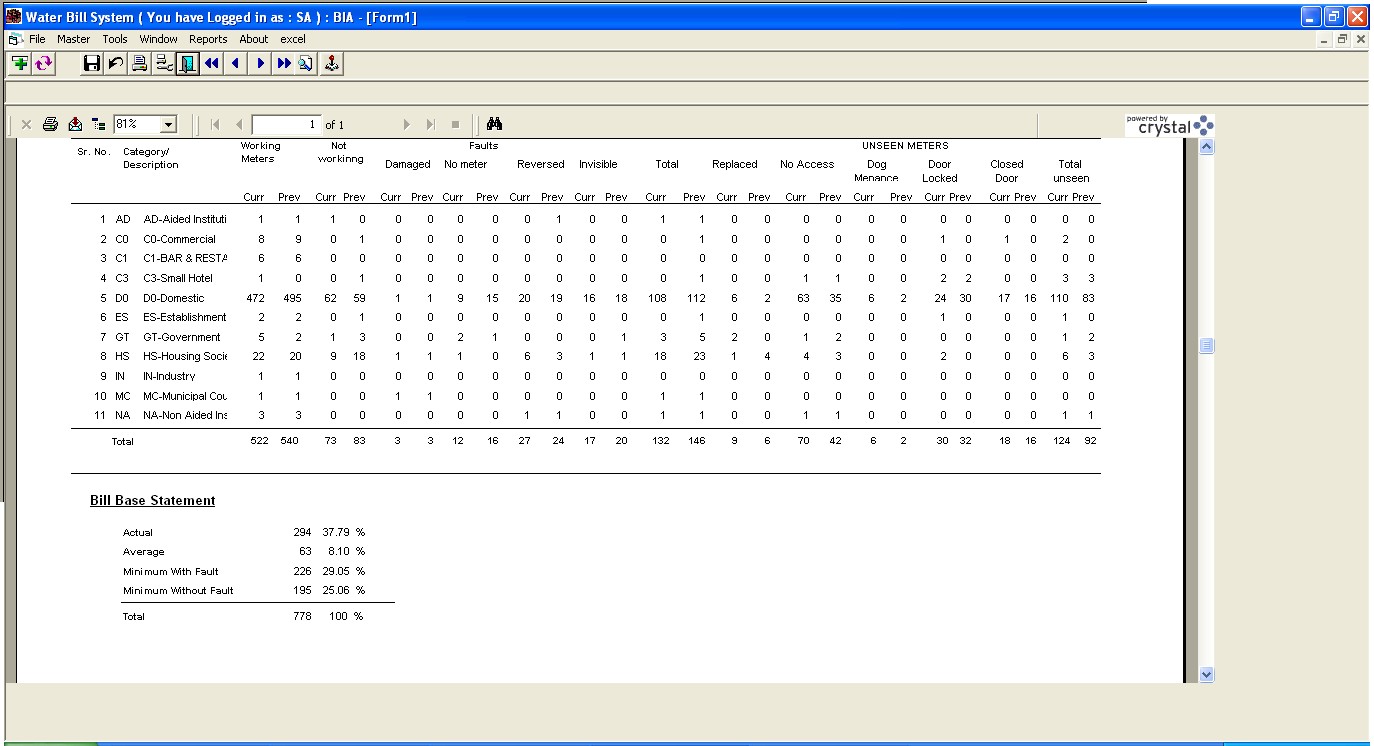 Water Bill System ( You have Logged in as : SA ) : BIA - [Form1]
File Master Tools Window Reports About excel
81% 1 of 1
powered by
crystal
Working Not Faults UNSEEN METERS
Sr. No. Category/ Meters workinng Damaged No meter Reversed Invisible Total Replaced No Access Dog Door Closed Total
Description Menance Locked Door unseen
Curr Prev Curr Prev Curr Prev Curr Prev Curr Prev Curr Prev Curr Prev Curr Prev Curr Prev Curr Prev Curr Prev Curr Prev Curr Prev
1 AD AD-Aided Instituti 1 1 1 0 0 0 0 0 0 1 0 0 1 1 0 0 0 0 0 0 0 0 0 0 0 0
2 C0 C0-Commercial 8 9 0 1 0 0 0 0 0 0 0 0 0 1 0 0 0 0 0 0 1 0 1 0 2 0
3 C1 C1-BAR & RESTA 6 6 0 0 0 0 0 0 0 0 0 0 0 0 0 0 0 0 0 0 0 0 0 0 0 0
4 C3 C3-Small Hotel 1 0 0 1 0 0 0 0 0 0 0 0 0 1 0 0 1 1 0 0 2 2 0 0 3 3
5 D0 D0-Domestic 472 495 62 59 1 1 9 15 20 19 16 18 108 112 6 2 63 35 6 2 24 30 17 16 110 83
6 ES ES-Establishment 2 2 0 1 0 0 0 0 0 0 0 0 0 1 0 0 0 0 0 0 1 0 0 0 1 0
7 GT GT-Government 5 2 1 3 0 0 2 1 0 0 0 1 3 5 2 0 1 2 0 0 0 0 0 0 1 2
8 HS HS-Housing Socie 22 20 9 18 1 1 1 0 6 3 1 1 18 23 1 4 4 3 0 0 2 0 0 0 6 3
9 IN IN-Industry 1 1 0 0 0 0 0 0 0 0 0 0 0 0 0 0 0 0 0 0 0 0 0 0 0 0
10 MC MC-Municipal Cou 1 1 0 0 1 1 0 0 0 0 0 0 1 1 0 0 0 0 0 0 0 0 0 0 0 0
11 NA NA-Non Aided Ins 3 3 0 0 0 0 0 0 1 1 0 0 1 1 0 0 1 1 0 0 0 0 0 0 1 1
Total 522 540 73 83 3 3 12 16 27 24 17 20 132 146 9 6 70 42 6 2 30 32 18 16 124 92
Bill Base Statement
Actual 294 37.79 %
Average 63 8.10 %
Minimum With Fault 226 29.05 %
Minimum Without Fault 195 25.06 %
Total 778 100 %